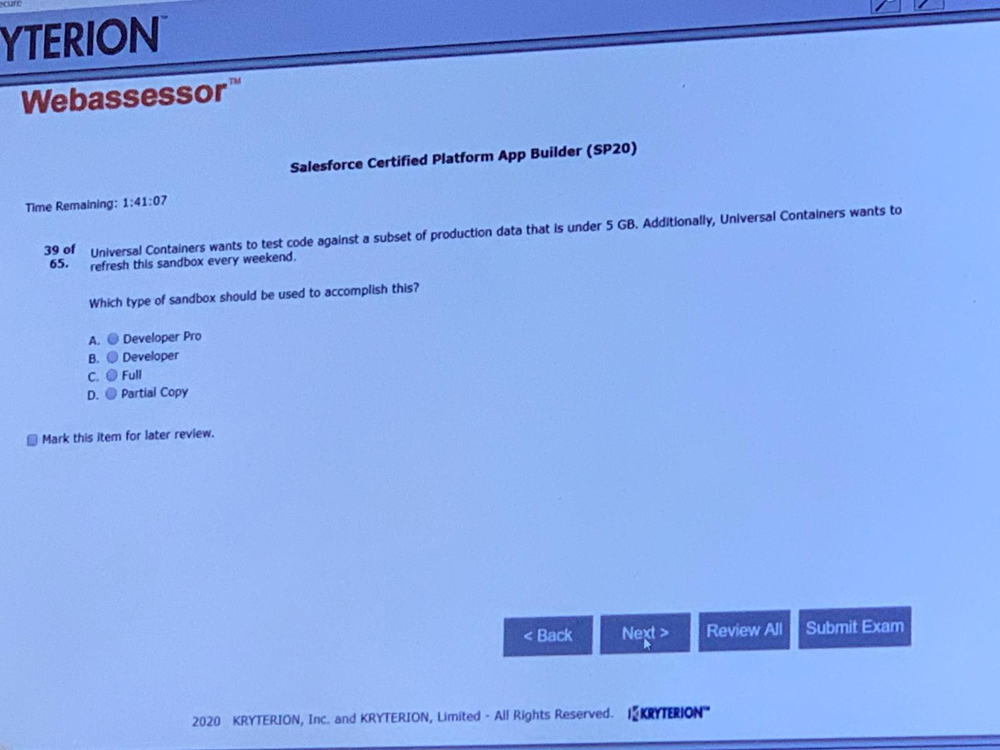 ecure
YTERION™
Webassessor™
Salesforce Certified Platform App Builder (SP20)
Time Remaining: 1:41:07
39 of 65. Universal Containers wants to test code against a subset of production data that is under 5 GB. Additionally, Universal Containers wants to
refresh this sandbox every weekend.
Which type of sandbox should be used to accomplish this?
A. Developer Pro
B. Developer
C. Full
D. Partial Copy
Mark this item for later review.
< Back Next > Review All Submit Exam
2020 KRYTERION, Inc. and KRYTERION, Limited - All Rights Reserved. KRYTERION™